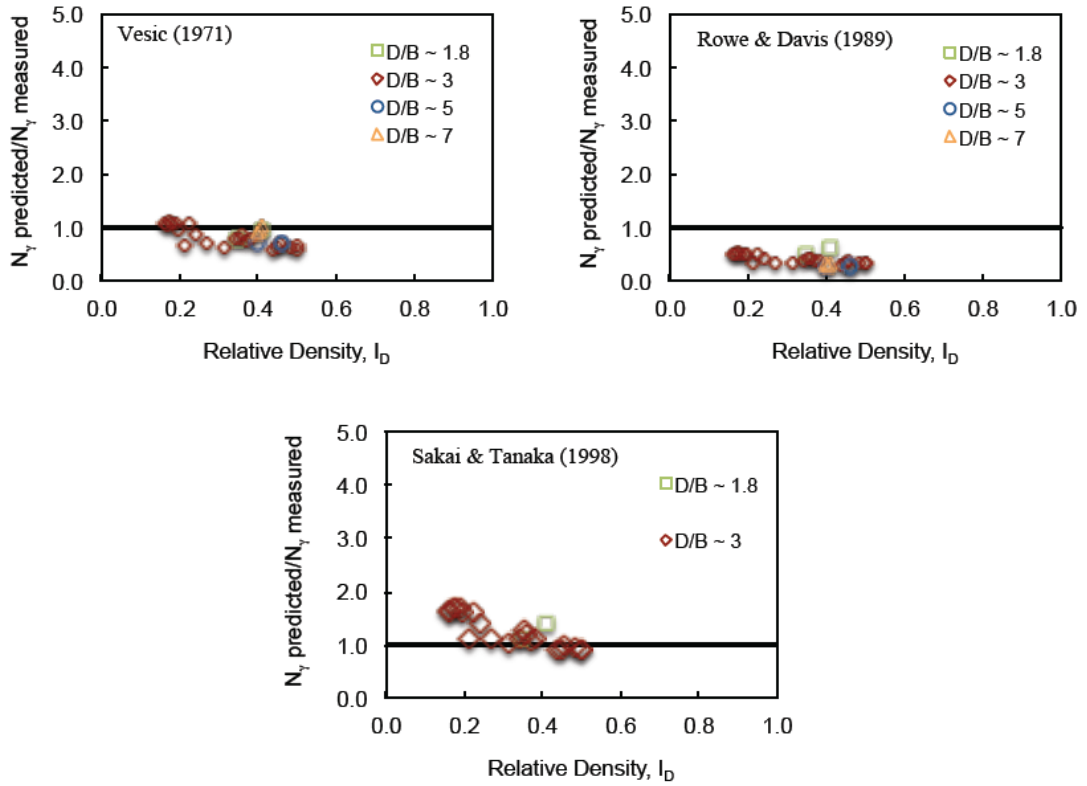 Vesic (1971)
D/B ~ 1.8
D/B ~ 3
D/B ~ 5
D/B ~ 7
5.0
4.0
3.0
2.0
1.0
0.0
0.0 0.2 0.4 0.6 0.8 1.0
Nγ predicted/Nγ measured
Relative Density, I_D
Rowe & Davis (1989)
D/B ~ 1.8
D/B ~ 3
D/B ~ 5
D/B ~ 7
5.0
4.0
3.0
2.0
1.0
0.0
0.0 0.2 0.4 0.6 0.8 1.0
Nγ predicted/Nγ measured
Relative Density, I_D
Sakai & Tanaka (1998)
D/B ~ 1.8
D/B ~ 3
5.0
4.0
3.0
2.0
1.0
0.0
0.0 0.2 0.4 0.6 0.8 1.0
Nγ predicted/Nγ measured
Relative Density, I_D